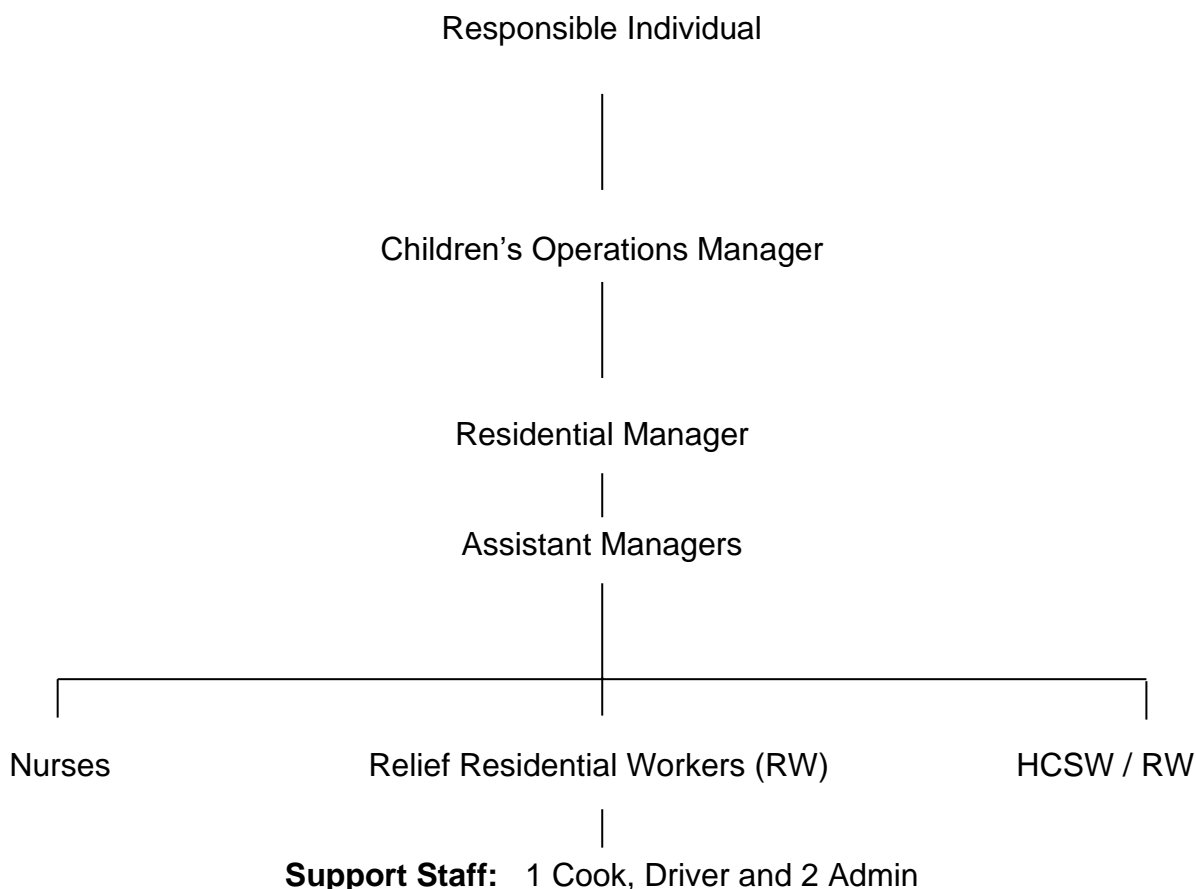 Responsible Individual
Children’s Operations Manager
Residential Manager
Assistant Managers
Nurses
Relief Residential Workers (RW)
HCSW / RW
Support Staff: 1 Cook, Driver and 2 Admin